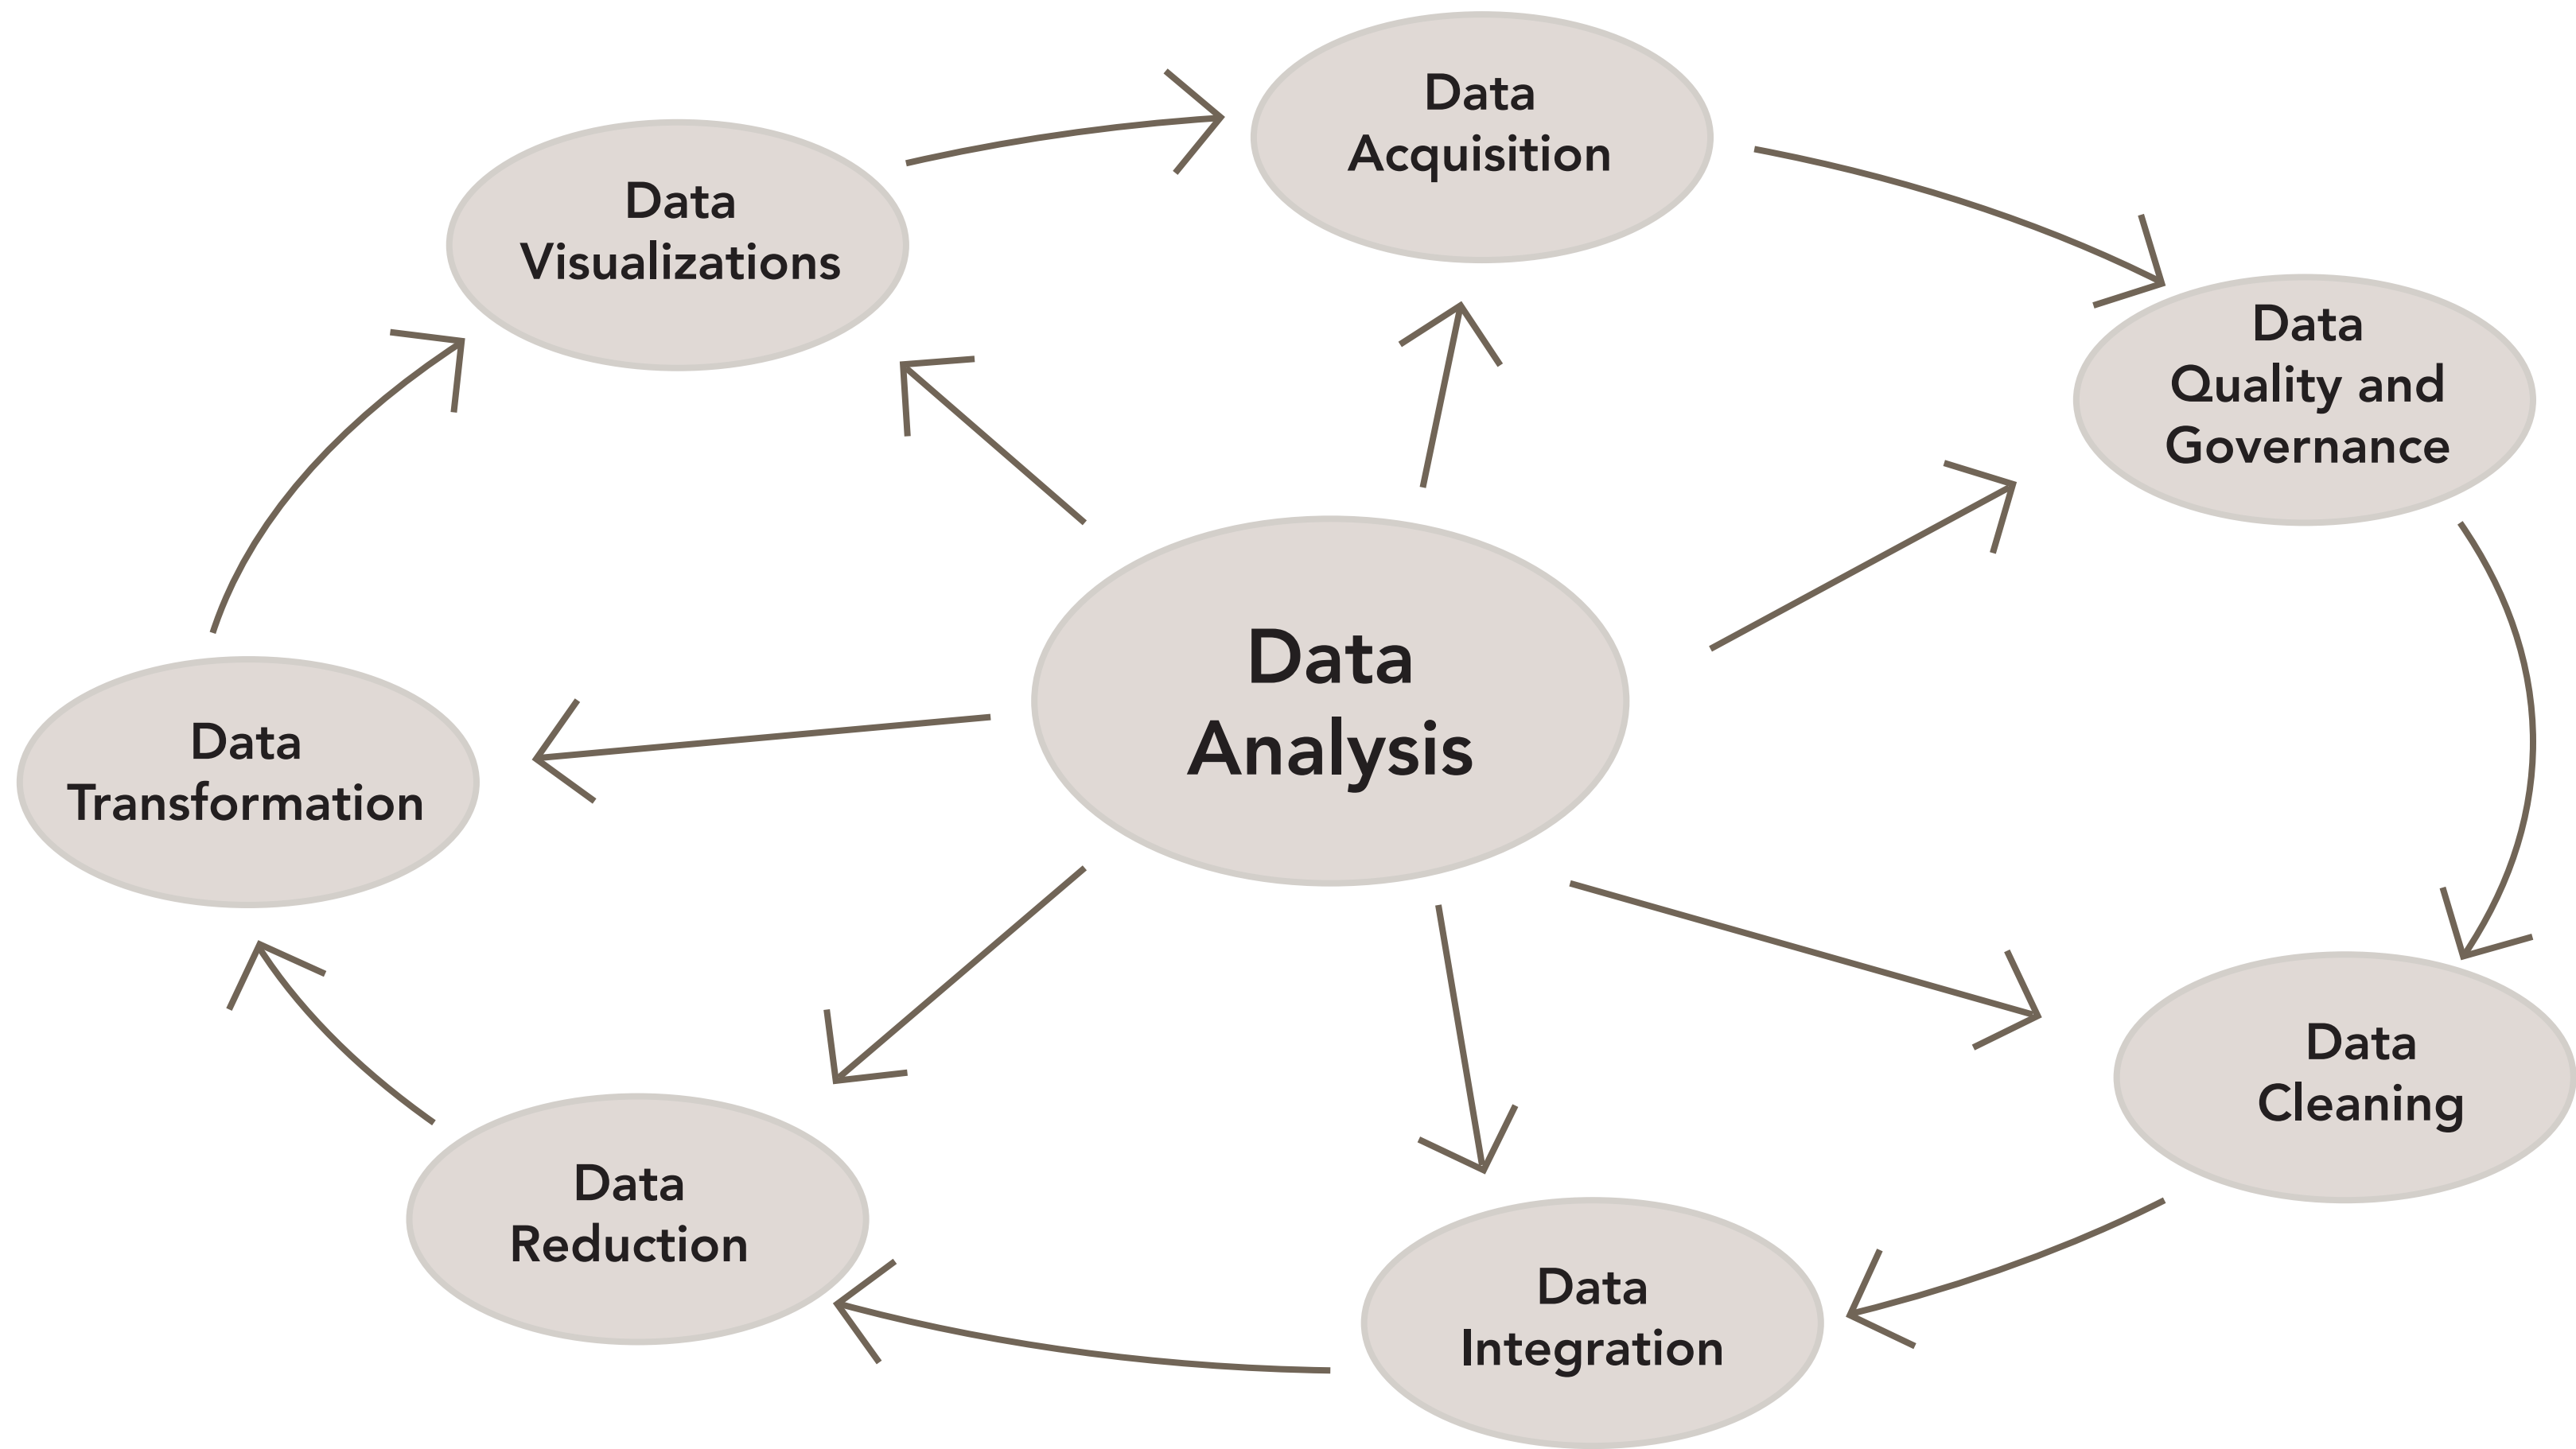 Data
Acquisition
Data
Visualizations
Data
Quality and
Governance
Data
Analysis
Data
Transformation
Data
Cleaning
Data
Reduction
Data
Integration